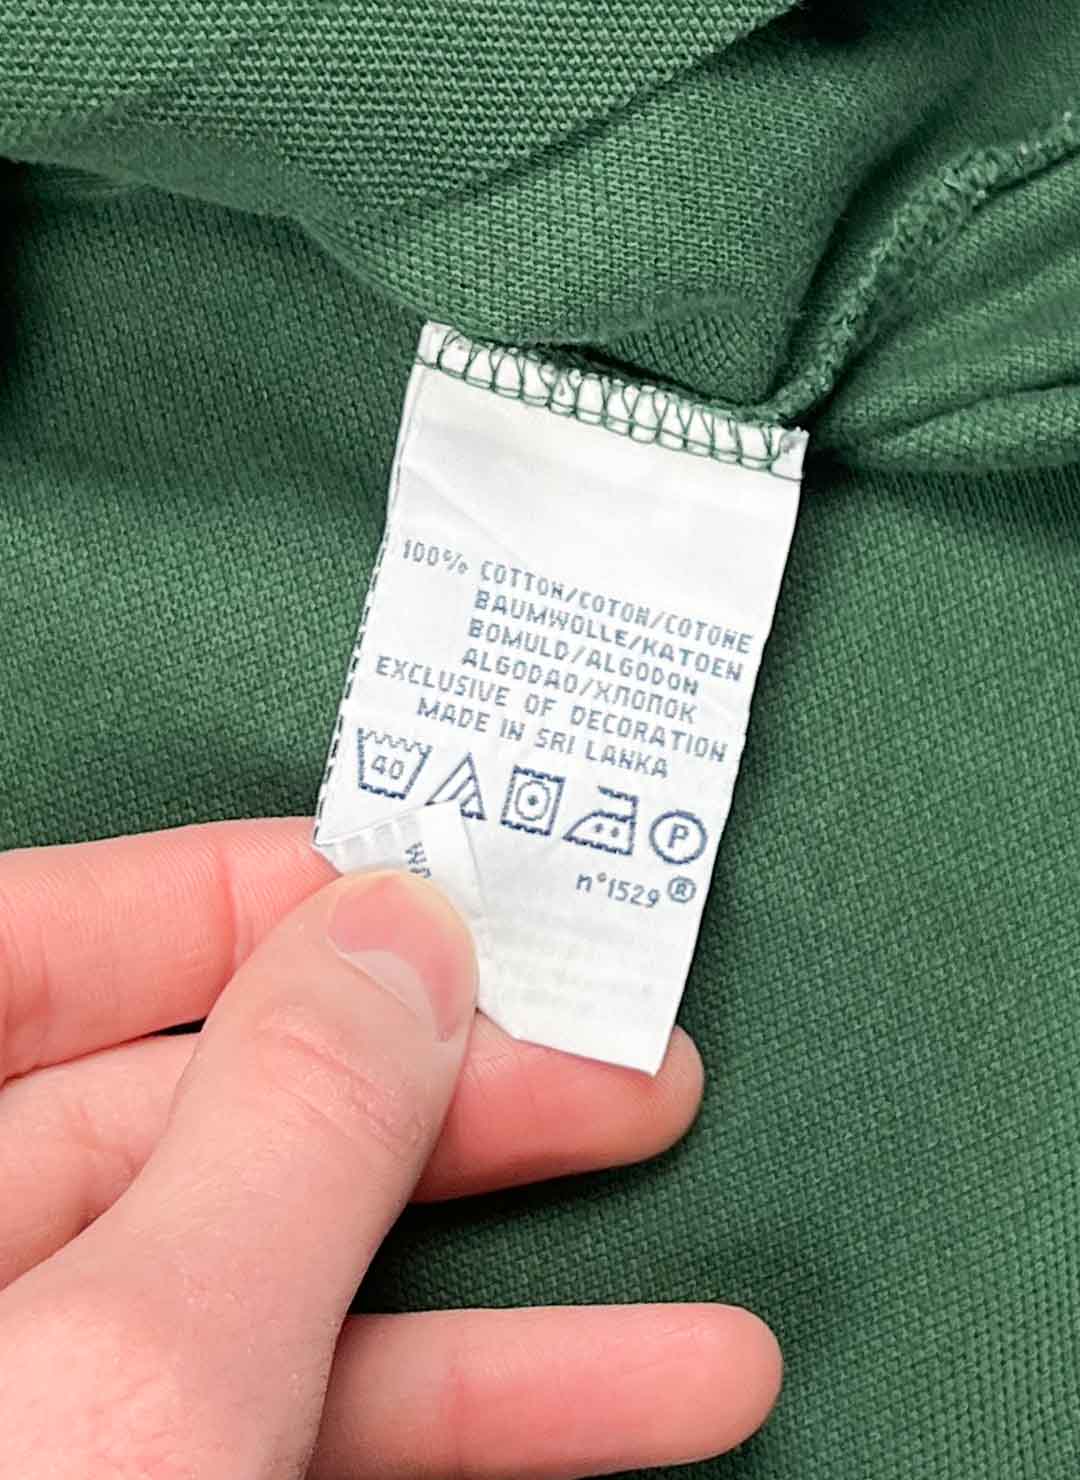 100% COTTON/COTON/COTONE
BAUMWOLLE/KATOEN
BOMULD/ALGODON
ALGODAO/ХЛОПОК
EXCLUSIVE OF DECORATION
MADE IN SRI LANKA
40 P
n°1529 ®